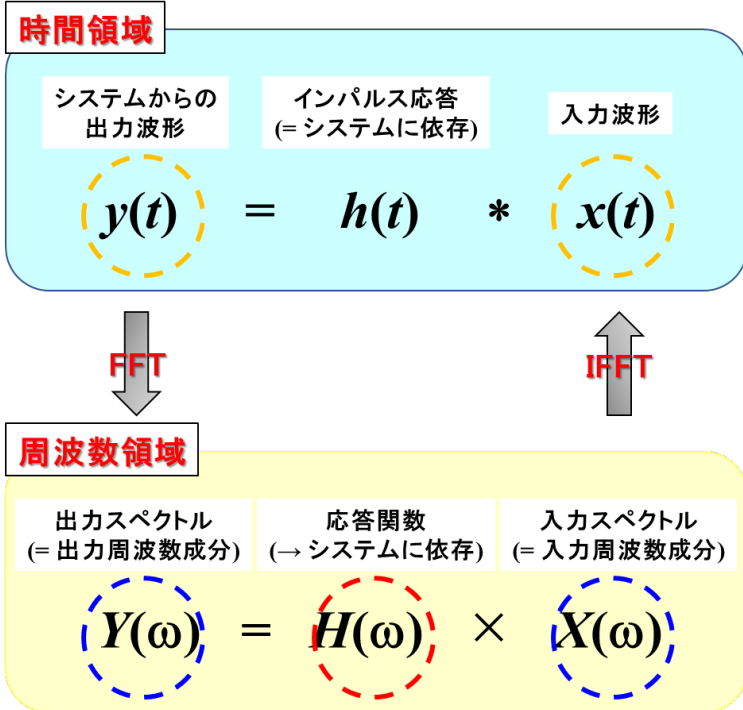 時間領域
システムからの
出力波形
インパルス応答
(= システムに依存)
入力波形
y(t) = h(t) * x(t)
FFT
IFFT
周波数領域
出力スペクトル
(= 出力周波数成分)
応答関数
(→ システムに依存)
入力スペクトル
(= 入力周波数成分)
Y(ω) = H(ω) × X(ω)